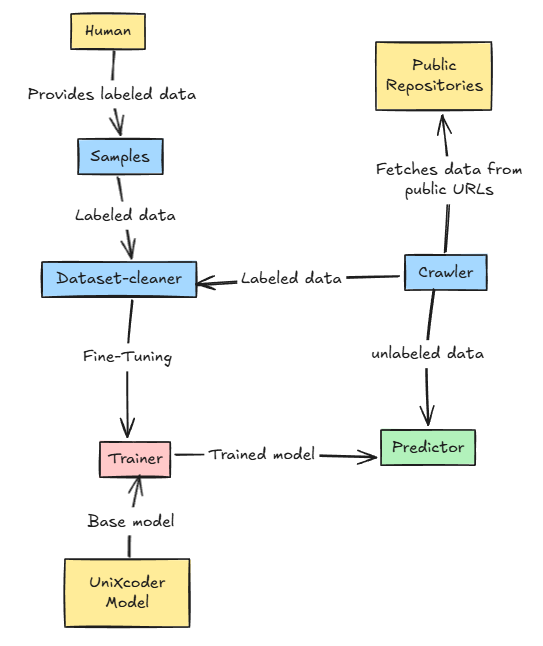 Human
Public
Repositories
Provides labeled data
Samples
Fetches data from
public URLs
Labeled data
Dataset-cleaner
Labeled data
Crawler
Fine-Tuning
unlabeled data
Trainer
Trained model
Predictor
Base model
UniXcoder
Model